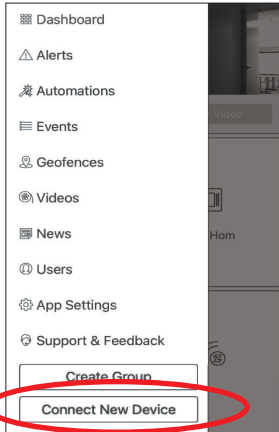 Dashboard
Alerts
Automations
Events
Geofences
Videos
Video
News
Hom
Users
App Settings
Support & Feedback
24
Create Group
Connect New Device